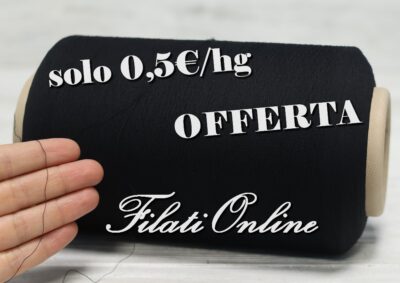 solo 0,5€/hg
OFFERTA
Filati Online